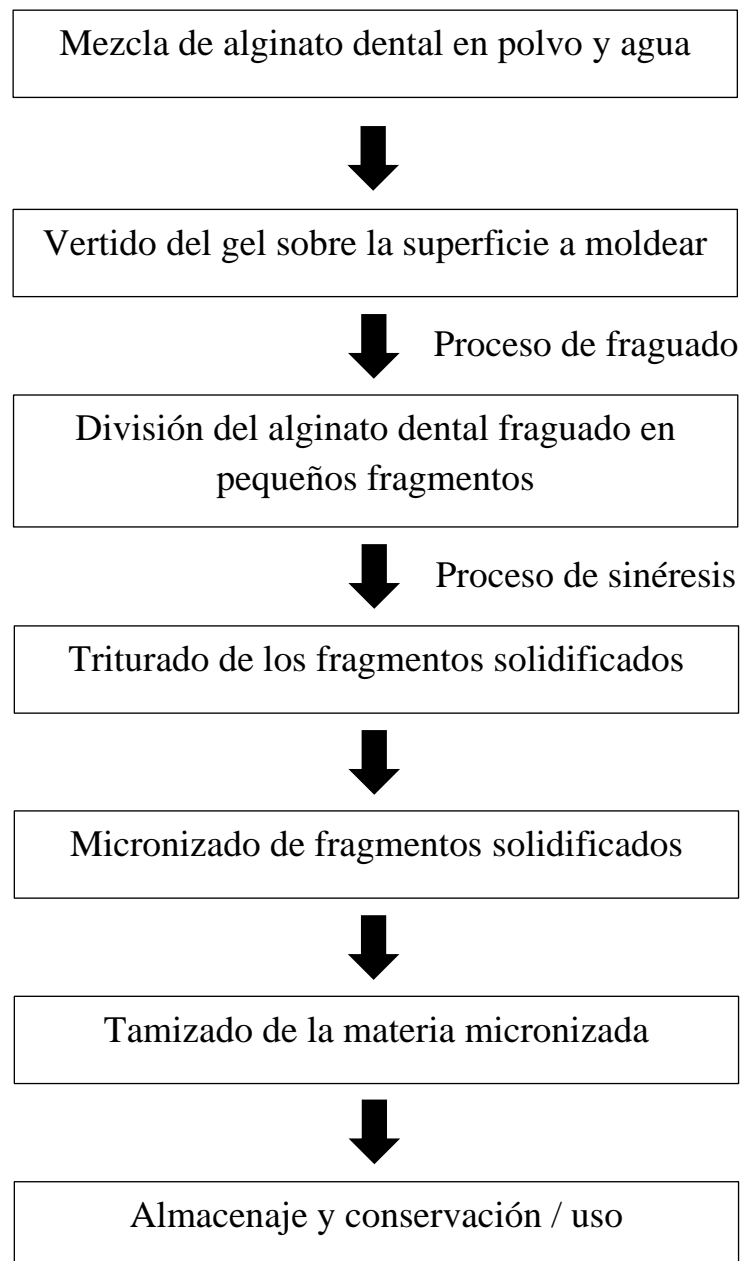 Mezcla de alginato dental en polvo y agua
Vertido del gel sobre la superficie a moldear
Proceso de fraguado
División del alginato dental fraguado en
pequeños fragmentos
Proceso de sinéresis
Triturado de los fragmentos solidificados
Micronizado de fragmentos solidificados
Tamizado de la materia micronizada
Almacenaje y conservación / uso